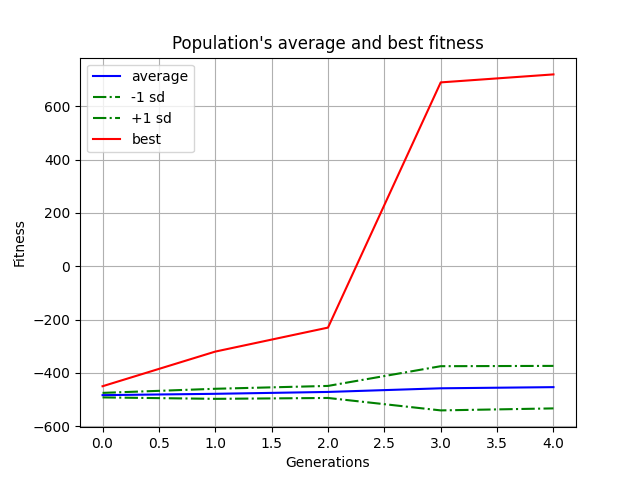 Population's average and best fitness
average
-1 sd
+1 sd
best
600
400
200
0
−200
−400
−600
Fitness
0.0 0.5 1.0 1.5 2.0 2.5 3.0 3.5 4.0
Generations